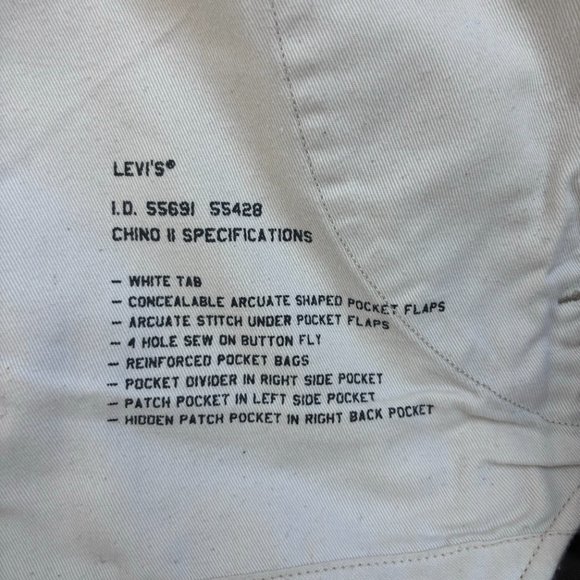 LEVI'S®
I.D. 55691 55428
CHINO II SPECIFICATIONS
– WHITE TAB
– CONCEALABLE ARCUATE SHAPED POCKET FLAPS
– ARCUATE STITCH UNDER POCKET FLAPS
– 4 HOLE SEW ON BUTTON FLY
– REINFORCED POCKET BAGS
– POCKET DIVIDER IN RIGHT SIDE POCKET
– PATCH POCKET IN LEFT SIDE POCKET
– HIDDEN PATCH POCKET IN RIGHT BACK POCKET